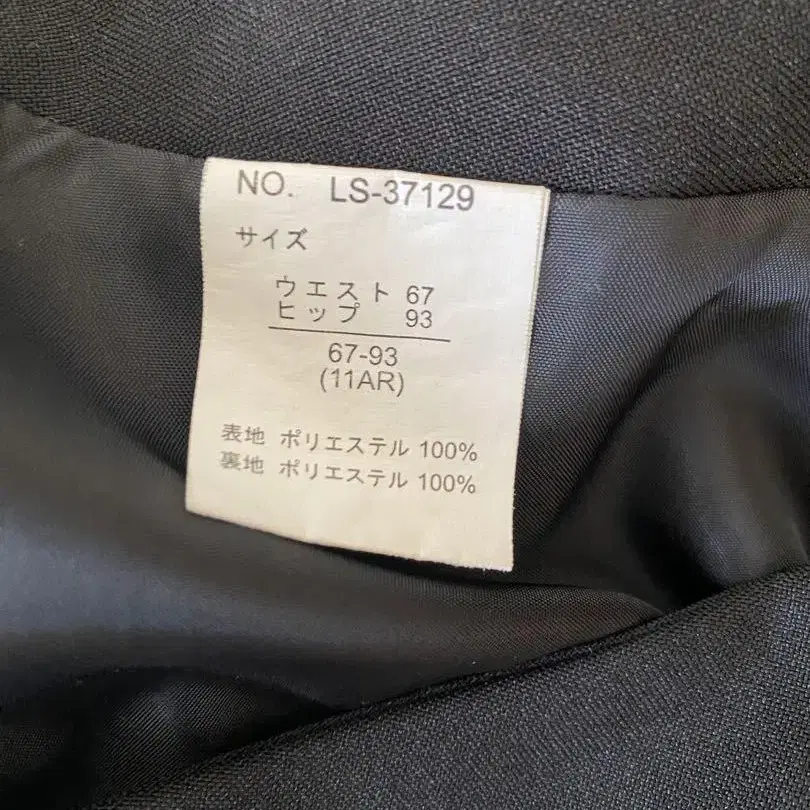 NO. LS-37129
サイズ
ウエスト 67
ヒップ 93
67-93
(11AR)
表地 ポリエステル 100%
裏地 ポリエステル 100%